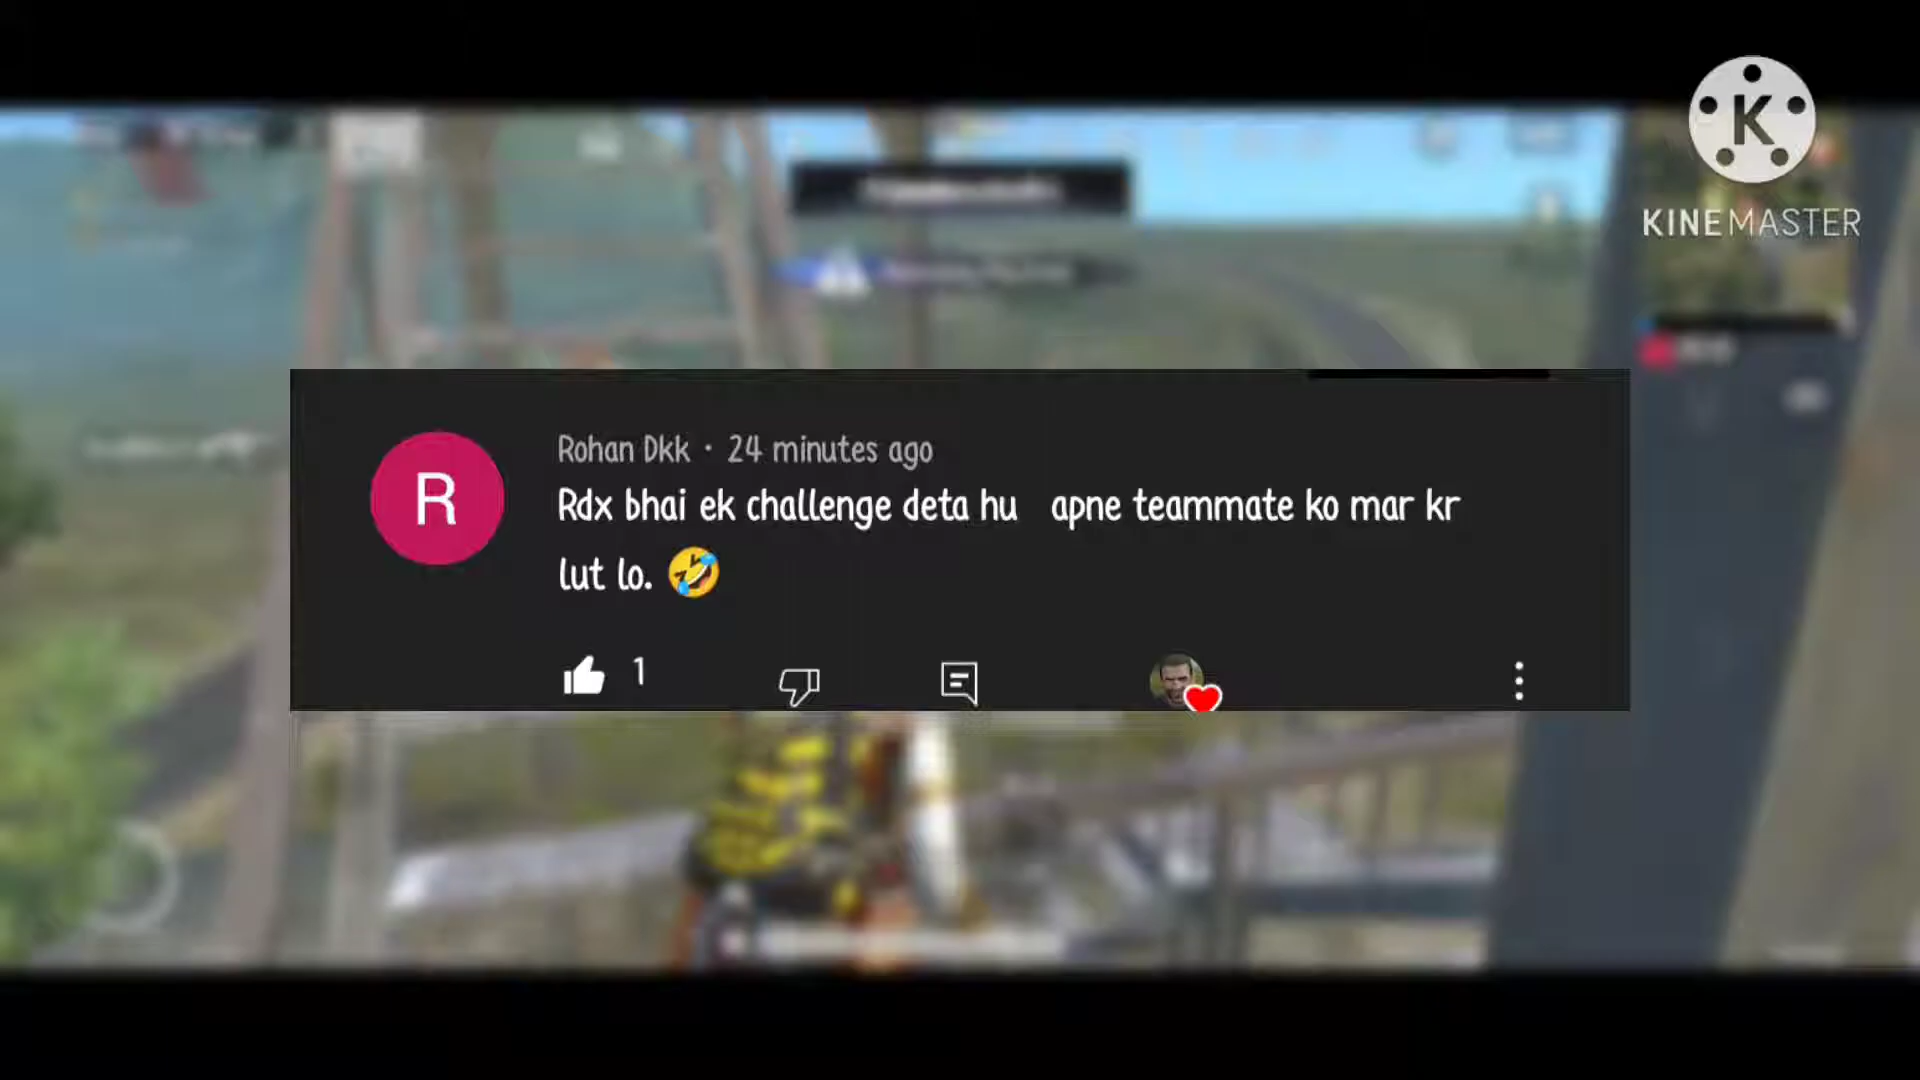 K
KINEMASTER
R
Rohan Dkk · 24 minutes ago
Rdx bhai ek challenge deta hu apne teammate ko mar kr
lut lo. 🤣
1